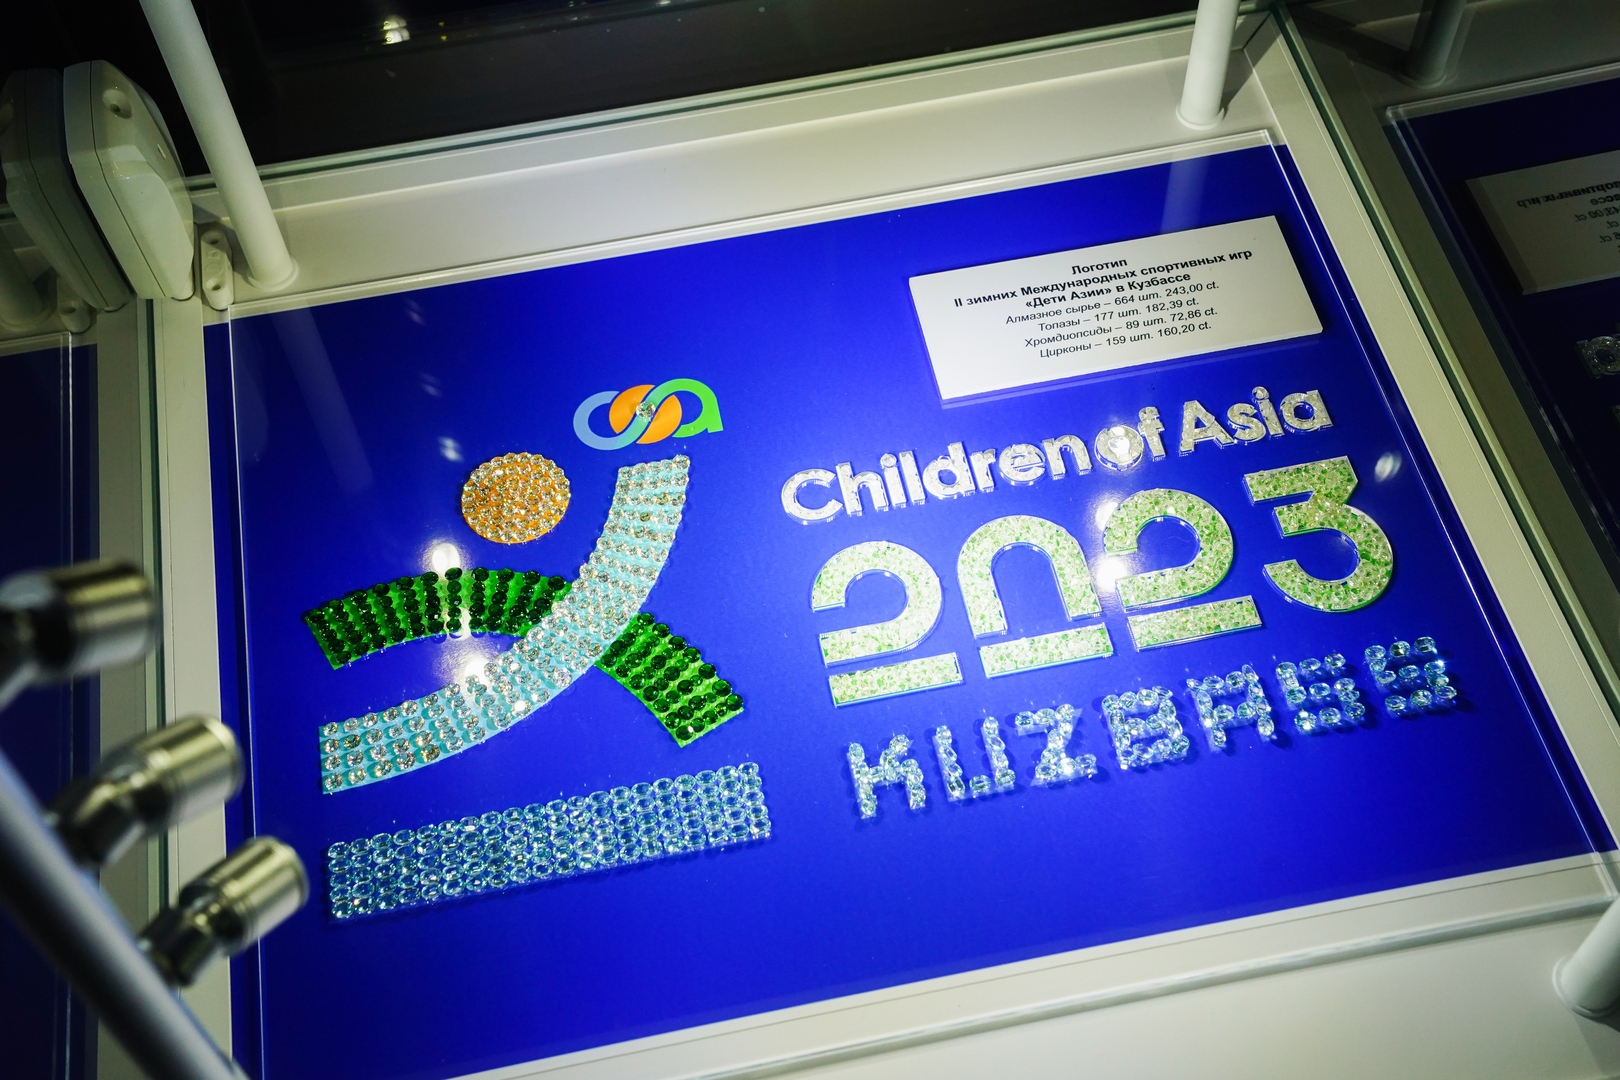 Логотип
II зимних Международных спортивных игр
«Дети Азии» в Кузбассе
Алмазное сырье – 664 шт. 243,00 ct.
Топазы – 177 шт. 182,39 ct.
Хромдиопсиды – 89 шт. 72,86 ct.
Цирконы – 159 шт. 160,20 ct.
coa
Children of Asia
2023
KUZBASS